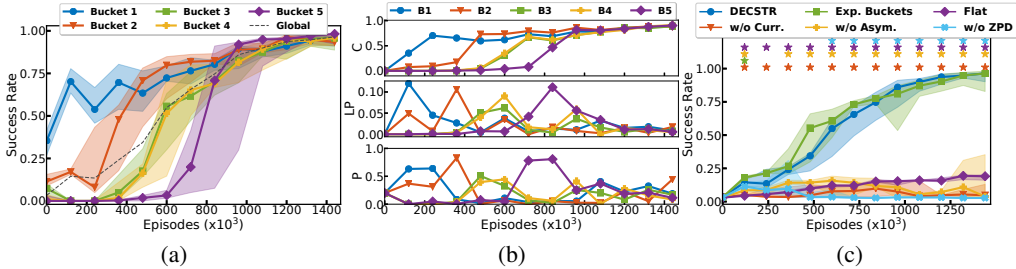 Bucket 1 Bucket 3 Bucket 5
Bucket 2 Bucket 4 Global
1.00
0.75
0.50
0.25
0.00
Success Rate
0 200 400 600 800 1000 1200 1400
Episodes (x10³)
(a)
B1 B2 B3 B4 B5
1.0
0.5
0.0
C
0.10
0.05
0.00
LP
0.75
0.50
0.25
0.00
P
0 200 400 600 800 1000 1200 1400
Episodes (x10³)
(b)
DECSTR Exp. Buckets Flat
w/o Curr. w/o Asym. w/o ZPD
1.00
0.75
0.50
0.25
0.00
Success Rate
0 250 500 750 1000 1250
Episodes (x10³)
(c)